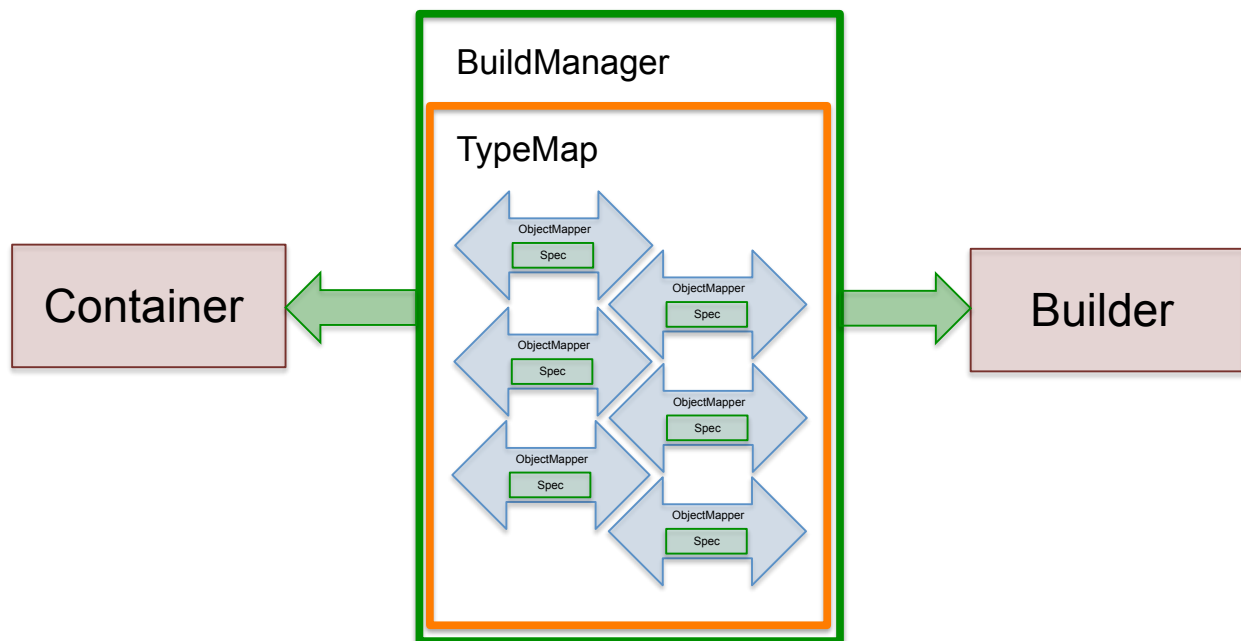 BuildManager
TypeMap
ObjectMapper
Spec
ObjectMapper
Spec
ObjectMapper
Spec
ObjectMapper
Spec
ObjectMapper
Spec
ObjectMapper
Spec
Container
Builder